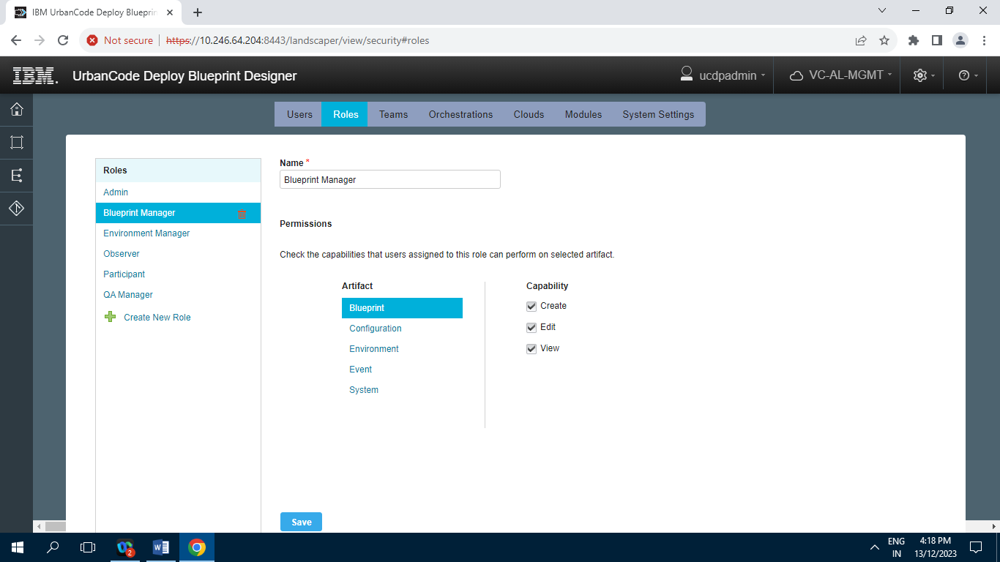 IBM UrbanCode Deploy Blueprin
Not secure https://10.246.64.204:8443/landscaper/view/security#roles
IBM. UrbanCode Deploy Blueprint Designer ucdpadmin VC-AL-MGMT
Users Roles Teams Orchestrations Clouds Modules System Settings
Roles
Admin
Blueprint Manager
Environment Manager
Observer
Participant
QA Manager
Create New Role
Name *
Blueprint Manager
Permissions
Check the capabilities that users assigned to this role can perform on selected artifact.
Artifact
Blueprint
Configuration
Environment
Event
System
Capability
Create
Edit
View
Save
2
W
ENG
IN
4:18 PM
13/12/2023